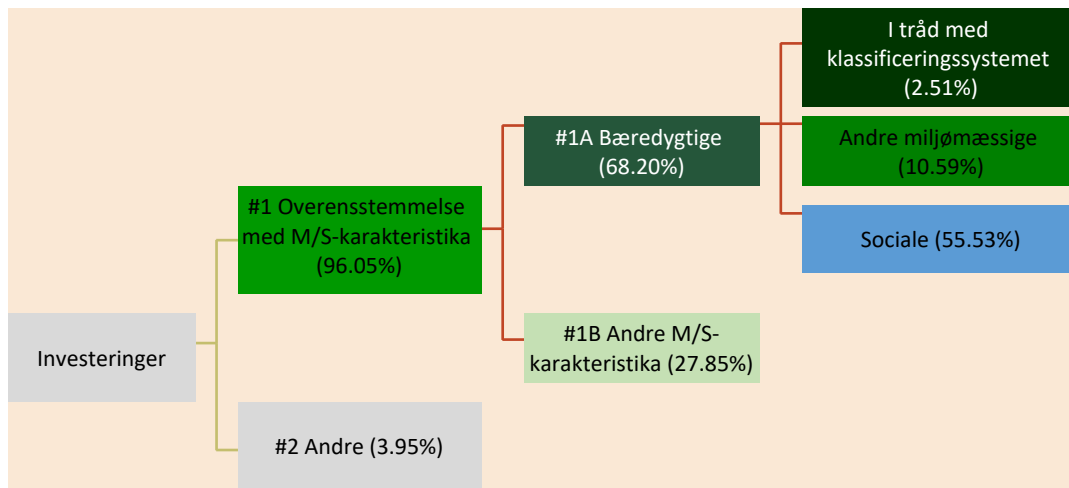 Investeringer
#1 Overensstemmelse
med M/S-karakteristika
(96.05%)
#2 Andre (3.95%)
#1A Bæredygtige
(68.20%)
#1B Andre M/S-
karakteristika (27.85%)
I tråd med
klassificeringssystemet
(2.51%)
Andre miljømæssige
(10.59%)
Sociale (55.53%)